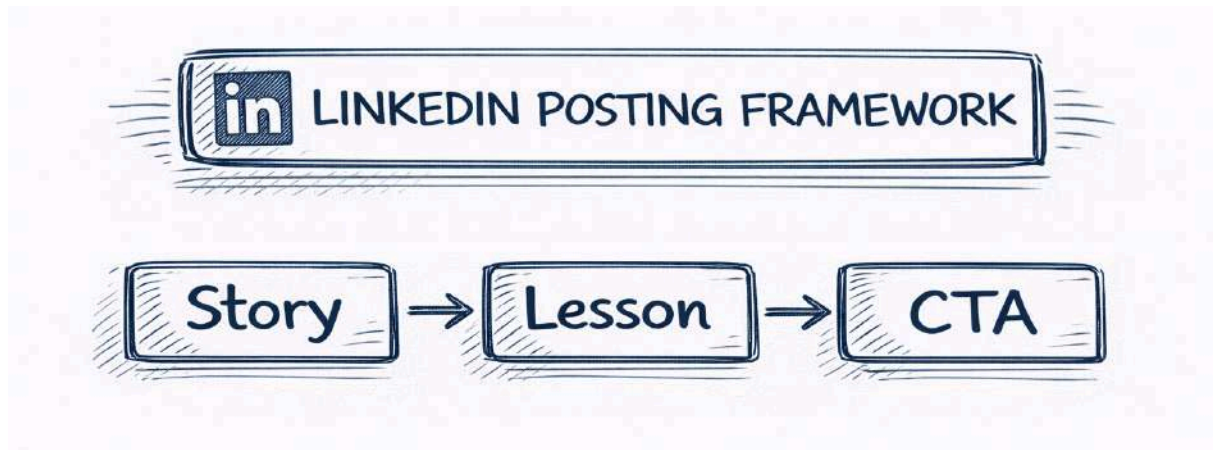 in LINKEDIN POSTING FRAMEWORK
Story → Lesson → CTA